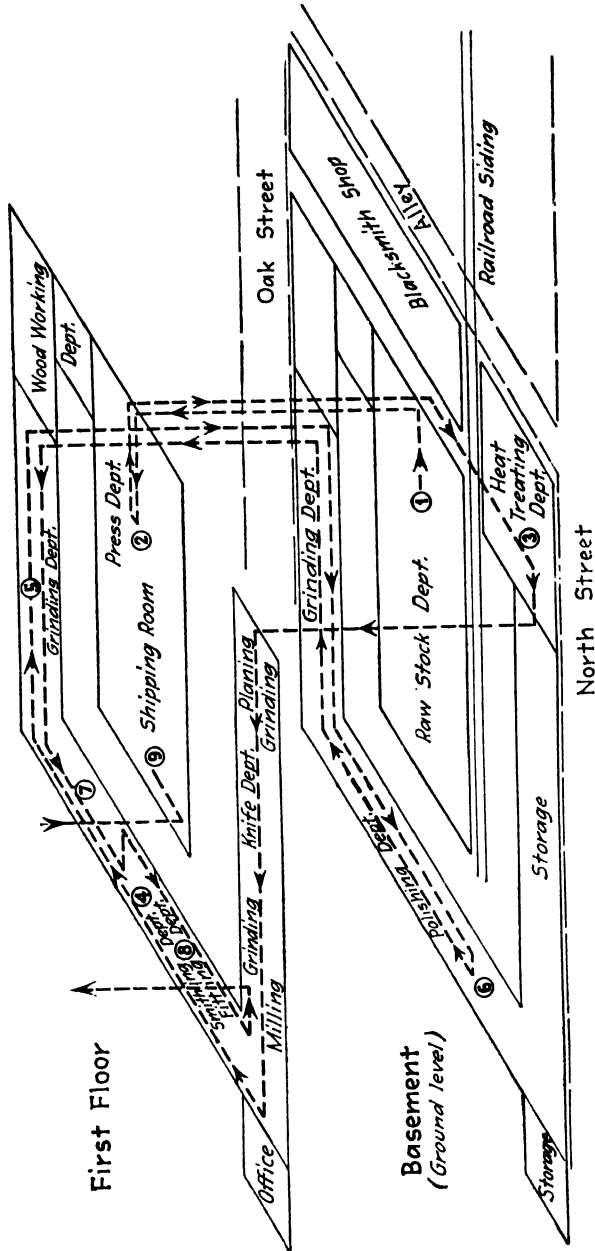 First Floor
Wood Working
Dept.
Press Dept.
②
⑤
Grinding Dept.
Shipping Room
⑨
⑦
④
Smithing Dept.
⑧
Fitting Dept.
Planing
Grinding
Knife Dept.
Grinding
Milling
Office
Oak Street
Basement
(Ground level)
Blacksmith Shop
Alley
Railroad Siding
Grinding Dept.
①
Raw Stock Dept.
Heat
Treating
Dept.
③
Polishing Dept.
⑥
Storage
Storage
North Street